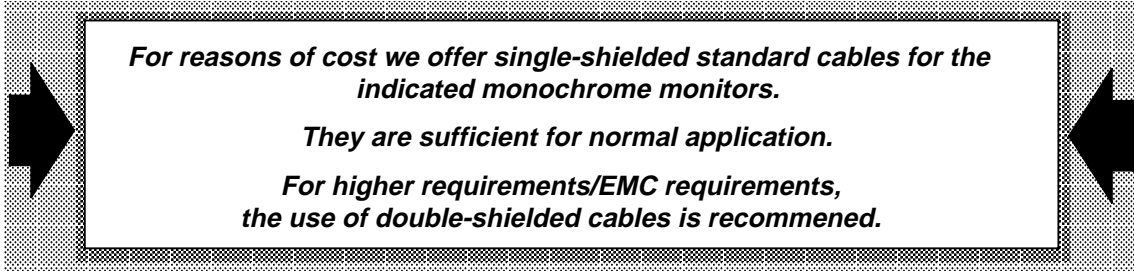 For reasons of cost we offer single-shielded standard cables for the
indicated monochrome monitors.
They are sufficient for normal application.
For higher requirements/EMC requirements,
the use of double-shielded cables is recommened.